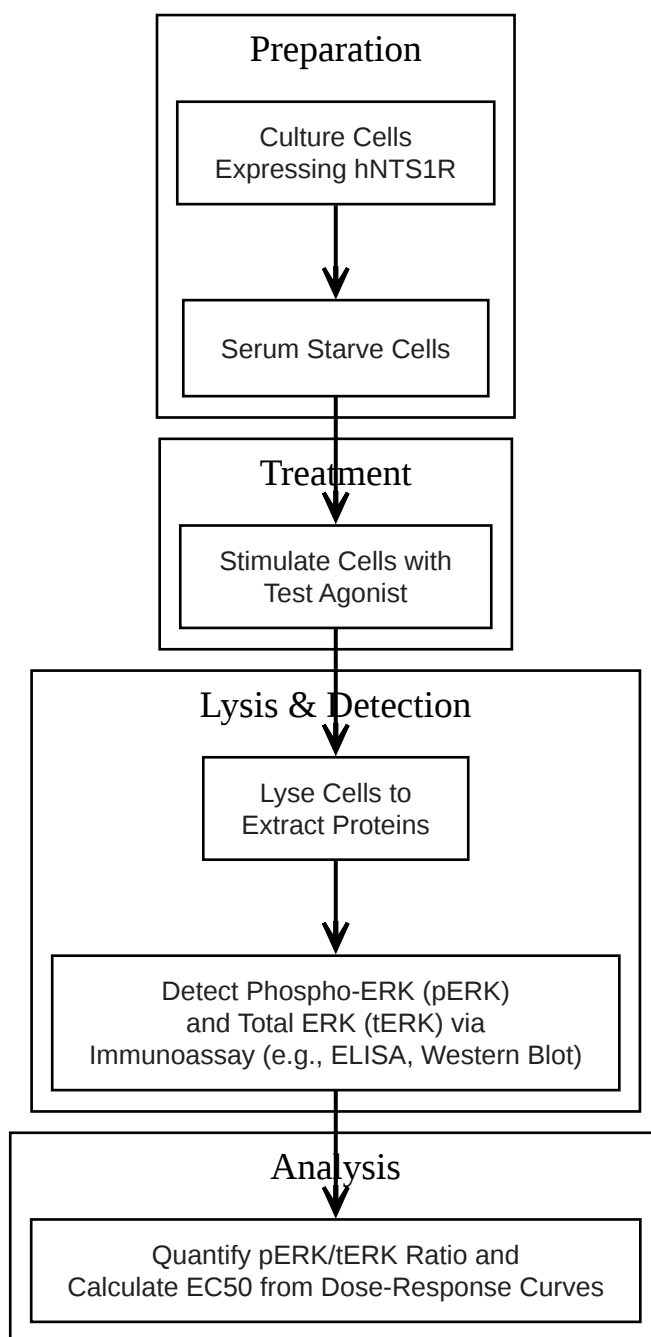 Preparation
Culture Cells
Expressing hNTS1R
Serum Starve Cells
Treatment
Stimulate Cells with
Test Agonist
Lysis & Detection
Lyse Cells to
Extract Proteins
Detect Phospho-ERK (pERK)
and Total ERK (tERK) via
Immunoassay (e.g., ELISA, Western Blot)
Analysis
Quantify pERK/tERK Ratio and
Calculate EC50 from Dose-Response Curves